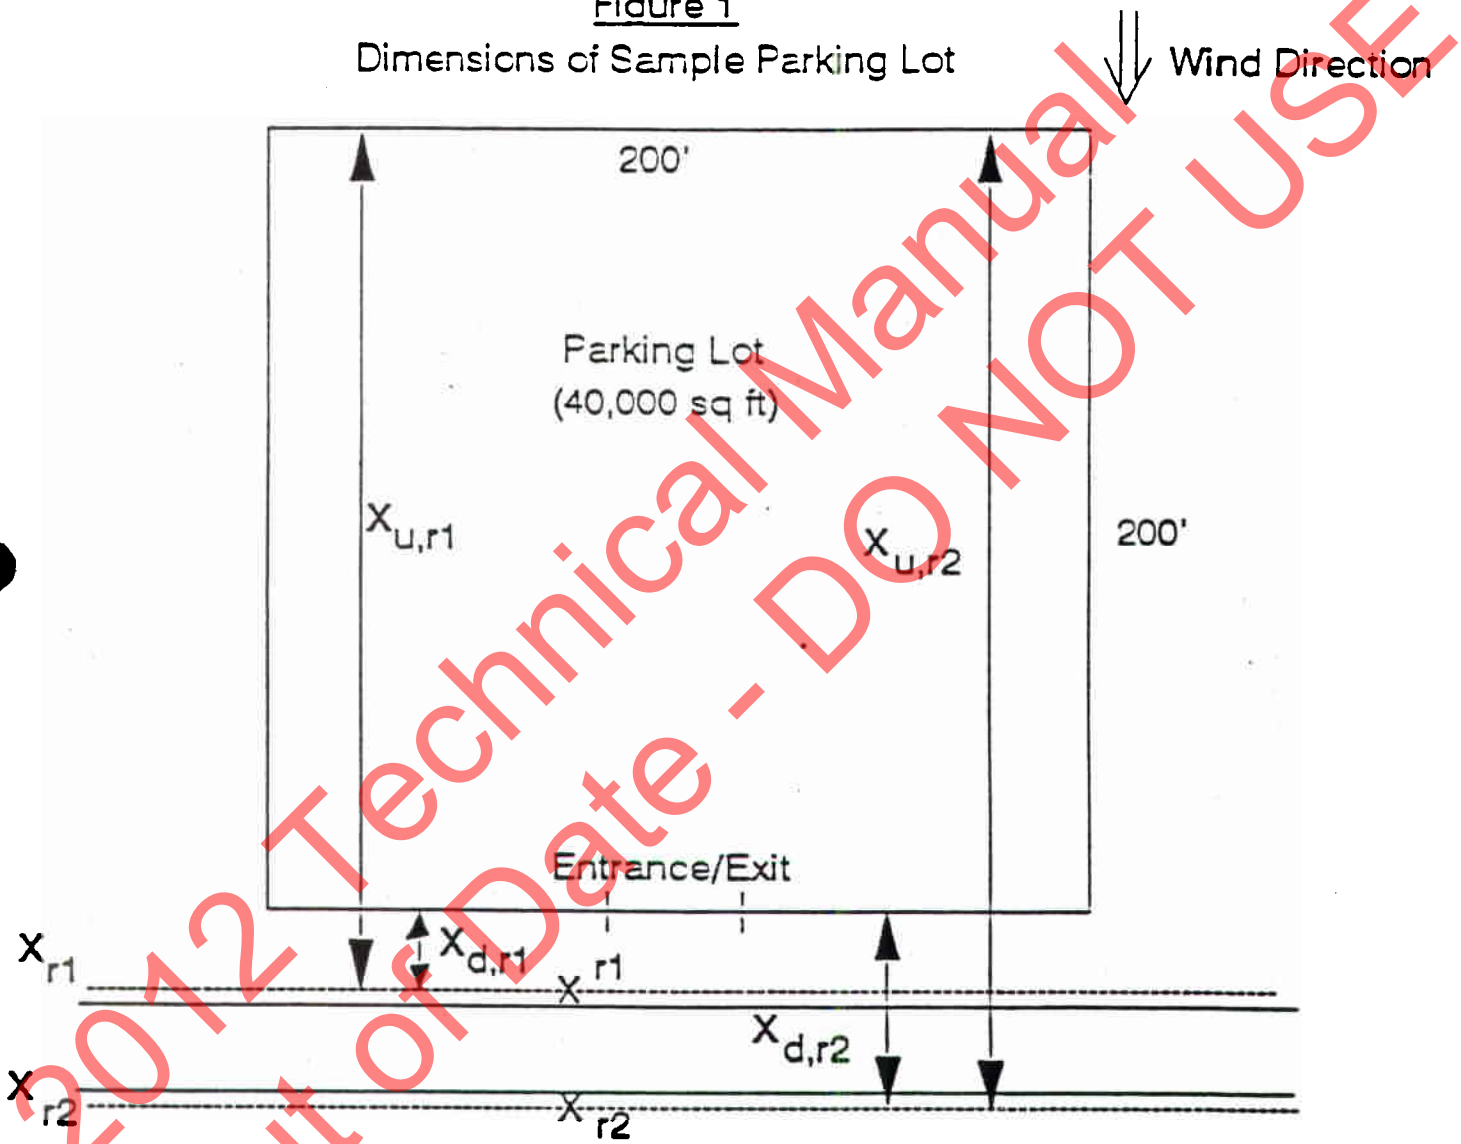 Figure 1
Dimensions of Sample Parking Lot
Wind Direction
200'
Parking Lot
(40,000 sq ft)
Xu,r1
Xu,r2
200'
Entrance/Exit
Xr1
Xd,r1
r1
Xd,r2
Xr2
X r2
2012 Technical Manual
Out of Date - DO NOT USE